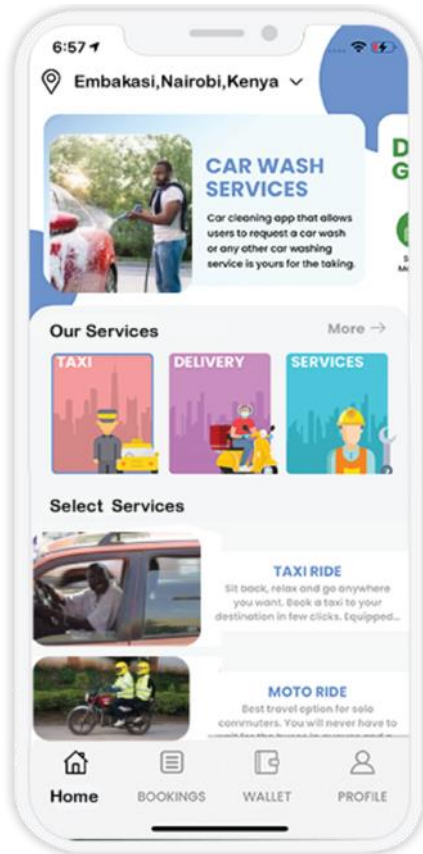 6:57
Embakasi,Nairobi,Kenya
CAR WASH
SERVICES
Car cleaning app that allows
users to request a car wash
or any other car washing
service is yours for the taking.
D
G
Our Services
More →
TAXI
DELIVERY
SERVICES
Select Services
TAXI RIDE
Sit back, relax and go anywhere
you want. Book a taxi to your
destination in few clicks. Equipped...
MOTO RIDE
Best travel option for solo
commuters. You will never have to
Home
BOOKINGS
WALLET
PROFILE